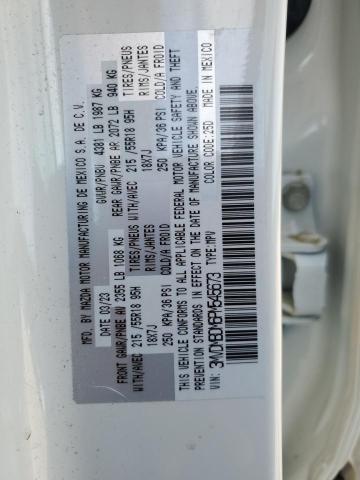 MFD. BY MAZDA MOTOR MANUFACTURING DE MEXICO S.A. DE C.V.
DATE 03/23 GVWR/PNBV 4381 LB 1987 KG
FRONT GAWR/PNBE AV 2355 LB 1068 KG REAR GAWR/PNBE AR 2072 LB 940 KG
WITH/AVEC 215/55R18 95H TIRES/PNEUS WITH/AVEC 215/55R18 95H TIRES/PNEUS
18X7J RIMS/JANTES 18X7J RIMS/JANTES
250 KPA/36 PSI COLD/A FROID 250 KPA/36 PSI COLD/A FROID
THIS VEHICLE CONFORMS TO ALL APPLICABLE FEDERAL MOTOR VEHICLE SAFETY AND THEFT
PREVENTION STANDARDS IN EFFECT ON THE DATE OF MANUFACTURE SHOWN ABOVE.
VIN: TYPE: MPV COLOR CODE: 25D MADE IN MEXICO